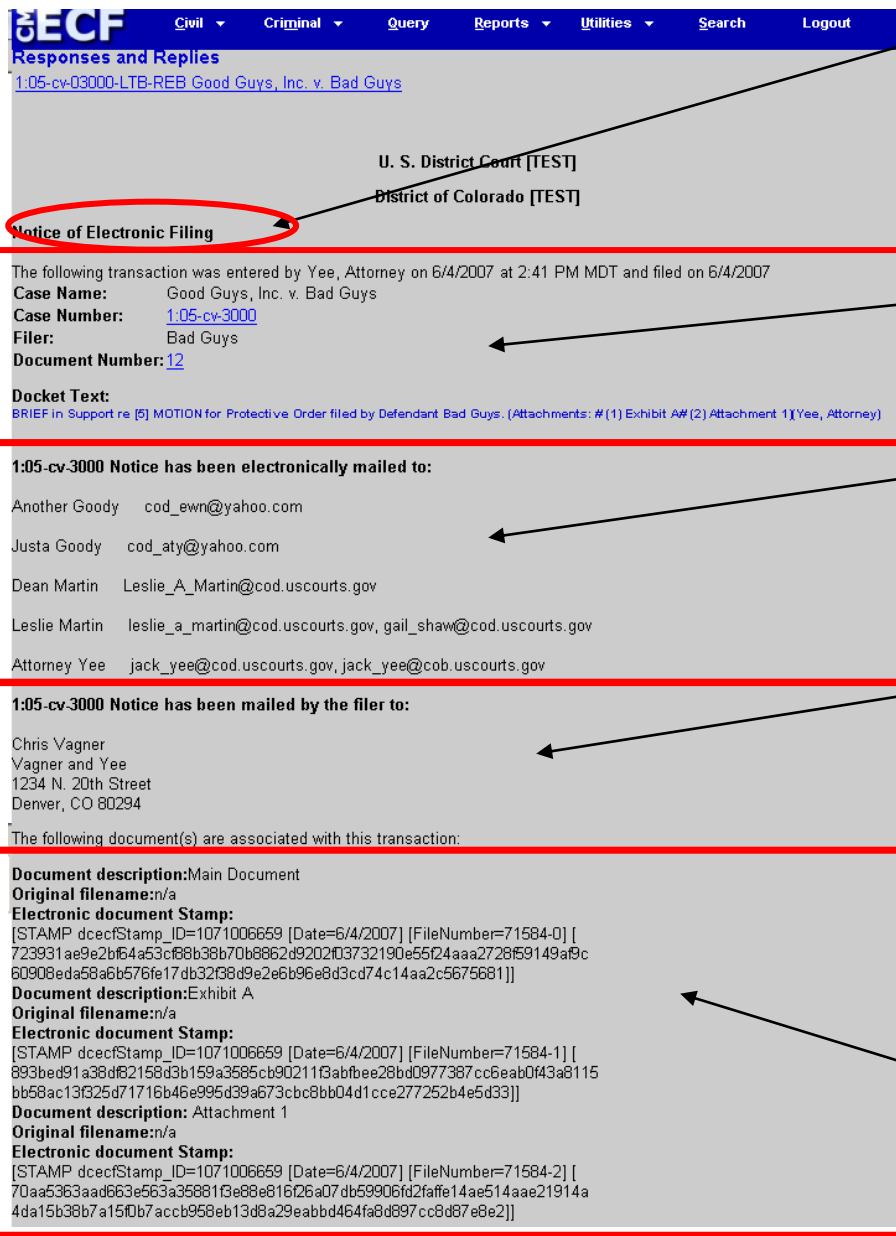 CM ECF Civil Criminal Query Reports Utilities Search Logout
Responses and Replies
1:05-cv-03000-LTB-REB Good Guys, Inc. v. Bad Guys
U. S. District Court [TEST]
District of Colorado [TEST]
Notice of Electronic Filing
The following transaction was entered by Yee, Attorney on 6/4/2007 at 2:41 PM MDT and filed on 6/4/2007
Case Name: Good Guys, Inc. v. Bad Guys
Case Number: 1:05-cv-3000
Filer: Bad Guys
Document Number: 12
Docket Text:
BRIEF in Support re [5] MOTION for Protective Order filed by Defendant Bad Guys. (Attachments: # (1) Exhibit A# (2) Attachment 1)(Yee, Attorney)
1:05-cv-3000 Notice has been electronically mailed to:
Another Goody cod_ewn@yahoo.com
Justa Goody cod_aty@yahoo.com
Dean Martin Leslie_A_Martin@cod.uscourts.gov
Leslie Martin leslie_a_martin@cod.uscourts.gov, gail_shaw@cod.uscourts.gov
Attorney Yee jack_yee@cod.uscourts.gov, jack_yee@cob.uscourts.gov
1:05-cv-3000 Notice has been mailed by the filer to:
Chris Vagner
Vagner and Yee
1234 N. 20th Street
Denver, CO 80294
The following document(s) are associated with this transaction:
Document description:Main Document
Original filename:n/a
Electronic document Stamp:
[STAMP dcecfStamp_ID=1071006659 [Date=6/4/2007] [FileNumber=71584-0] [
723931ae9e2bf64a53cf88b38b70b8862d9202f03732190e55f24aaa2728f59149af9c
60908eda58a6b576fe17db32f38d9e2e6b96e8d3cd74c14aa2c5675681]]
Document description:Exhibit A
Original filename:n/a
Electronic document Stamp:
[STAMP dcecfStamp_ID=1071006659 [Date=6/4/2007] [FileNumber=71584-1] [
893bed91a38df82158d3b159a3585cb90211f3abfbee28bd0977387cc6eab0f43a8115
bb58ac13f325d71716b46e995d39a673cbc8bb04d1cce277252b4e5d33]]
Document description: Attachment 1
Original filename:n/a
Electronic document Stamp:
[STAMP dcecfStamp_ID=1071006659 [Date=6/4/2007] [FileNumber=71584-2] [
70aa5363aad663e563a35881f3e88e816f26a07db59906fd2faffe14ae514aae21914a
4da15b38b7a15f0b7accb958eb13d8a29eabbd464fa8d897cc8d87e8e2]]